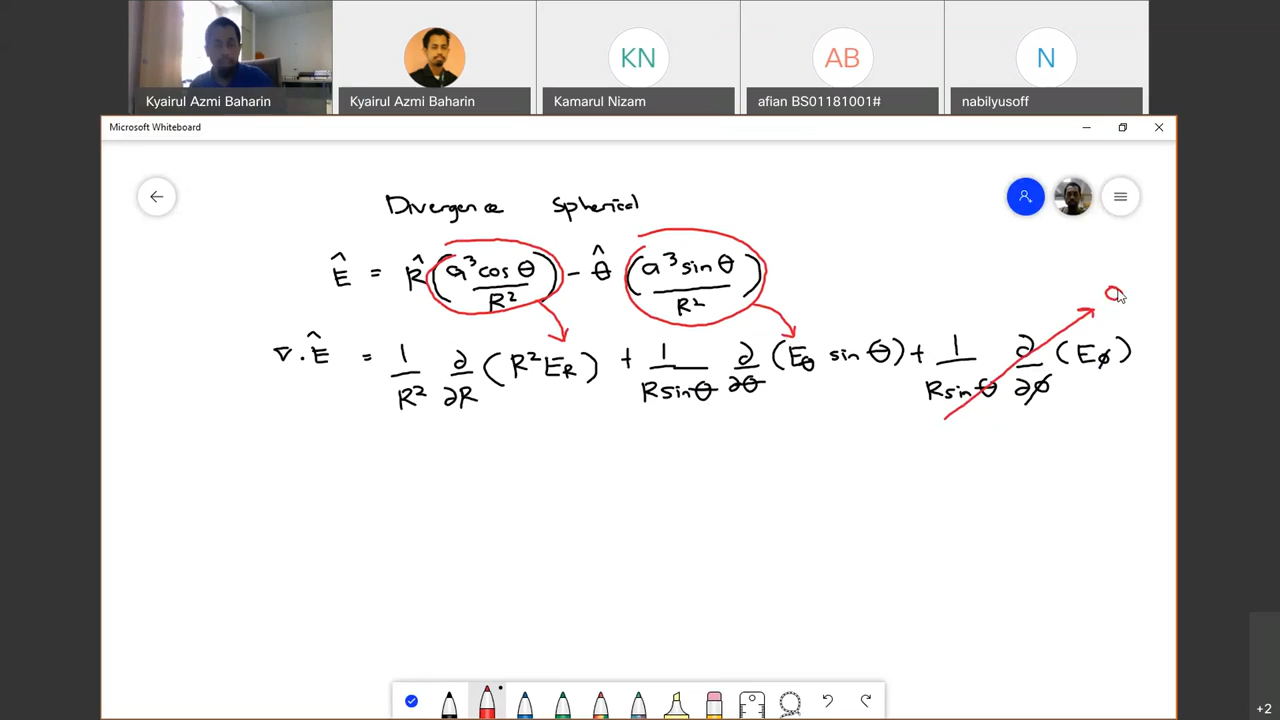 Kyairul Azmi Baharin
Kyairul Azmi Baharin
KN
Kamarul Nizam
AB
afian BS01181001#
N
nabilyusoff
Microsoft Whiteboard
Divergence Spherical
Ê = R̂ (a³cos θ / R²) - θ̂ (a³sin θ / R²)
0
∇ . Ê = 1/R² ∂/∂R (R²E_R) + 1/(R sin θ) ∂/∂θ (E_θ sin θ) + 1/(R sin θ) ∂/∂φ (E_φ)
+2